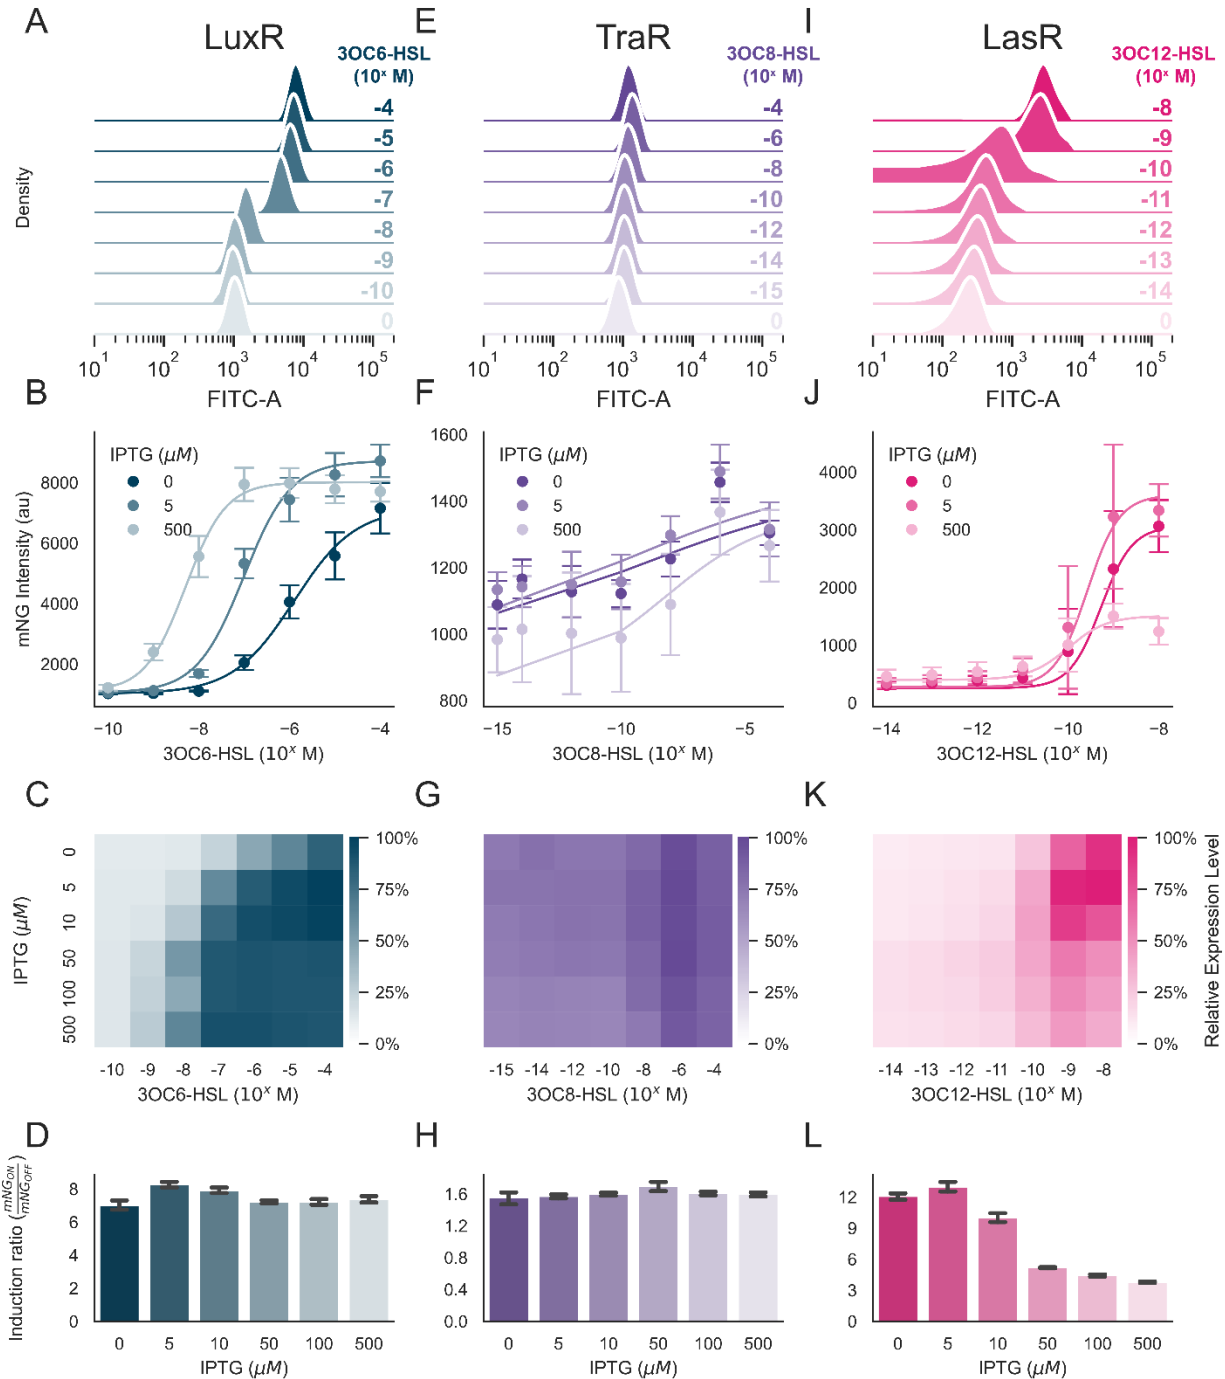 A
LuxR
3OC6-HSL
(10ˣ M)
-4
-5
-6
-7
-8
-9
-10
0
Density
10¹ 10² 10³ 10⁴ 10⁵
FITC-A
E
TraR
3OC8-HSL
(10ˣ M)
-4
-6
-8
-10
-12
-14
-15
0
10¹ 10² 10³ 10⁴ 10⁵
FITC-A
I
LasR
3OC12-HSL
(10ˣ M)
-8
-9
-10
-11
-12
-13
-14
0
10¹ 10² 10³ 10⁴ 10⁵
FITC-A
B
mNG Intensity (au)
8000
6000
4000
2000
IPTG (μM)
0
5
500
−10 −8 −6 −4
3OC6-HSL (10ˣ M)
F
1600
1400
1200
1000
800
IPTG (μM)
0
5
500
−15 −10 −5
3OC8-HSL (10ˣ M)
J
4000
3000
2000
1000
0
IPTG (μM)
0
5
500
−14 −12 −10 −8
3OC12-HSL (10ˣ M)
C
IPTG (μM)
0
5
10
50
100
500
-10 -9 -8 -7 -6 -5 -4
3OC6-HSL (10ˣ M)
100%
75%
50%
25%
0%
G
-15 -14 -12 -10 -8 -6 -4
3OC8-HSL (10ˣ M)
100%
75%
50%
25%
0%
K
-14 -13 -12 -11 -10 -9 -8
3OC12-HSL (10ˣ M)
100%
75%
50%
25%
0%
Relative Expression Level
D
Induction ratio (mNG_ON/mNG_OFF)
8
6
4
2
0
0 5 10 50 100 500
IPTG (μM)
H
1.6
1.2
0.8
0.4
0.0
0 5 10 50 100 500
IPTG (μM)
L
12
9
6
3
0
0 5 10 50 100 500
IPTG (μM)